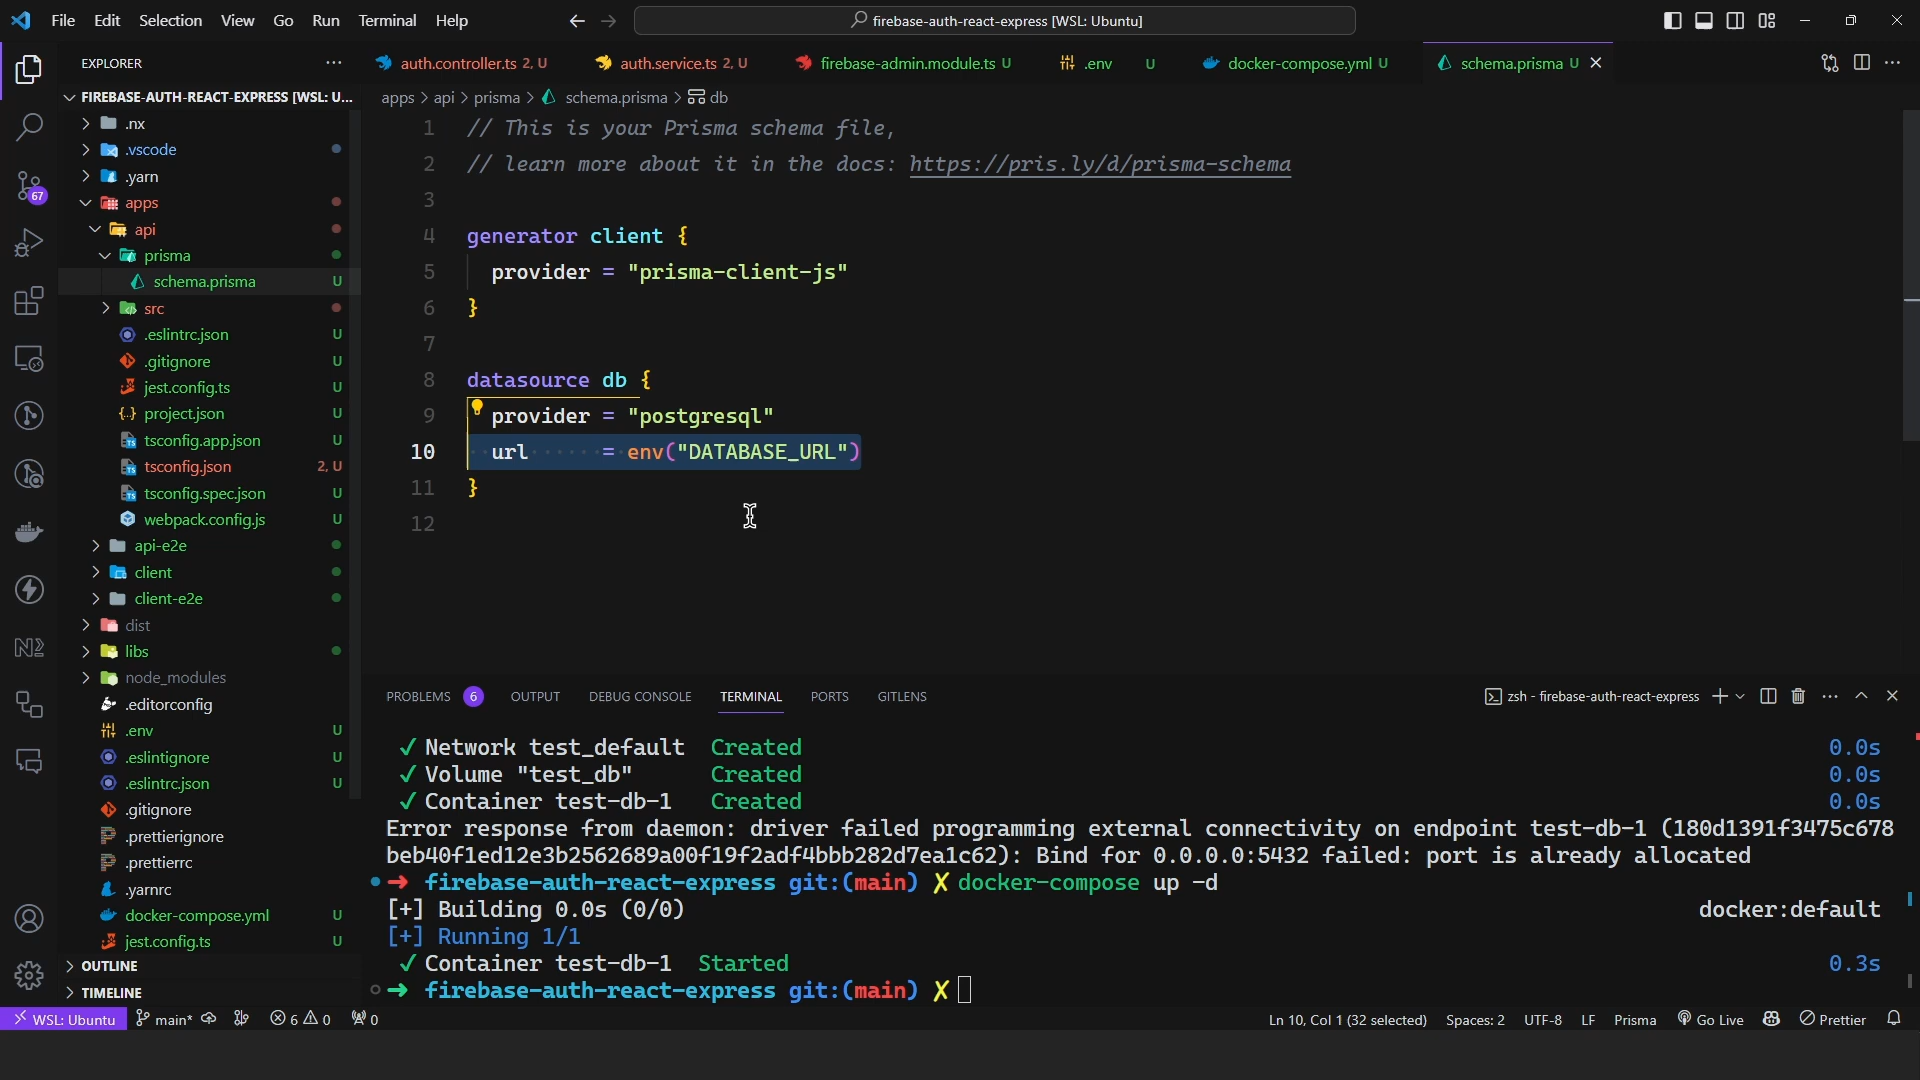 File Edit Selection View Go Run Terminal Help
firebase-auth-react-express [WSL: Ubuntu]
EXPLORER
auth.controller.ts 2, U
auth.service.ts 2, U
firebase-admin.module.ts U
.env U
docker-compose.yml U
schema.prisma U
FIREBASE-AUTH-REACT-EXPRESS [WSL: U...
apps > api > prisma > schema.prisma > db
.nx
.vscode
.yarn
apps
api
prisma
schema.prisma U
src
.eslintrc.json U
.gitignore U
jest.config.ts U
project.json U
tsconfig.app.json U
tsconfig.json 2, U
tsconfig.spec.json U
webpack.config.js U
api-e2e
client
client-e2e
dist
libs
node_modules
.editorconfig
.env U
.eslintignore U
.eslintrc.json U
.gitignore
.prettierignore
.prettierrc
.yarnrc
docker-compose.yml U
jest.config.ts U
OUTLINE
TIMELINE
67
1 // This is your Prisma schema file,
2 // learn more about it in the docs: https://pris.ly/d/prisma-schema
3
4 generator client {
5 provider = "prisma-client-js"
6 }
7
8 datasource db {
9 provider = "postgresql"
10 url = env("DATABASE_URL")
11 }
12
PROBLEMS 6 OUTPUT DEBUG CONSOLE TERMINAL PORTS GITLENS
zsh - firebase-auth-react-express
✓ Network test_default Created 0.0s
✓ Volume "test_db" Created 0.0s
✓ Container test-db-1 Created 0.0s
Error response from daemon: driver failed programming external connectivity on endpoint test-db-1 (180d1391f3475c678
beb40f1ed12e3b2562689a00f19f2adf4bbb282d7ea1c62): Bind for 0.0.0.0:5432 failed: port is already allocated
➜ firebase-auth-react-express git:(main) ✗ docker-compose up -d
[+] Building 0.0s (0/0) docker:default
[+] Running 1/1
✓ Container test-db-1 Started 0.3s
➜ firebase-auth-react-express git:(main) ✗
WSL: Ubuntu main* 6 0 0 Ln 10, Col 1 (32 selected) Spaces: 2 UTF-8 LF Prisma Go Live Prettier